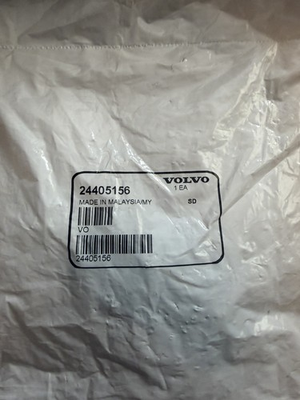 24405156 VOLVO
1 EA
MADE IN MALAYSIA/MY SD
VO
24405156